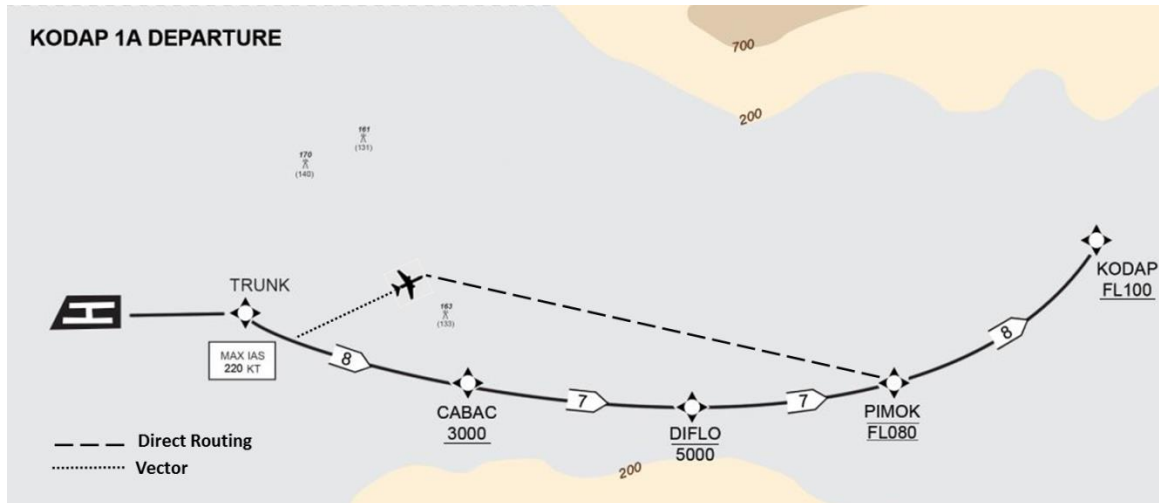 KODAP 1A DEPARTURE
700
200
161
(131)
170
(140)
TRUNK
KODAP
FL100
163
(133)
MAX IAS
220 KT
8
8
CABAC
3000
7
DIFLO
5000
7
PIMOK
FL080
Direct Routing
Vector
200